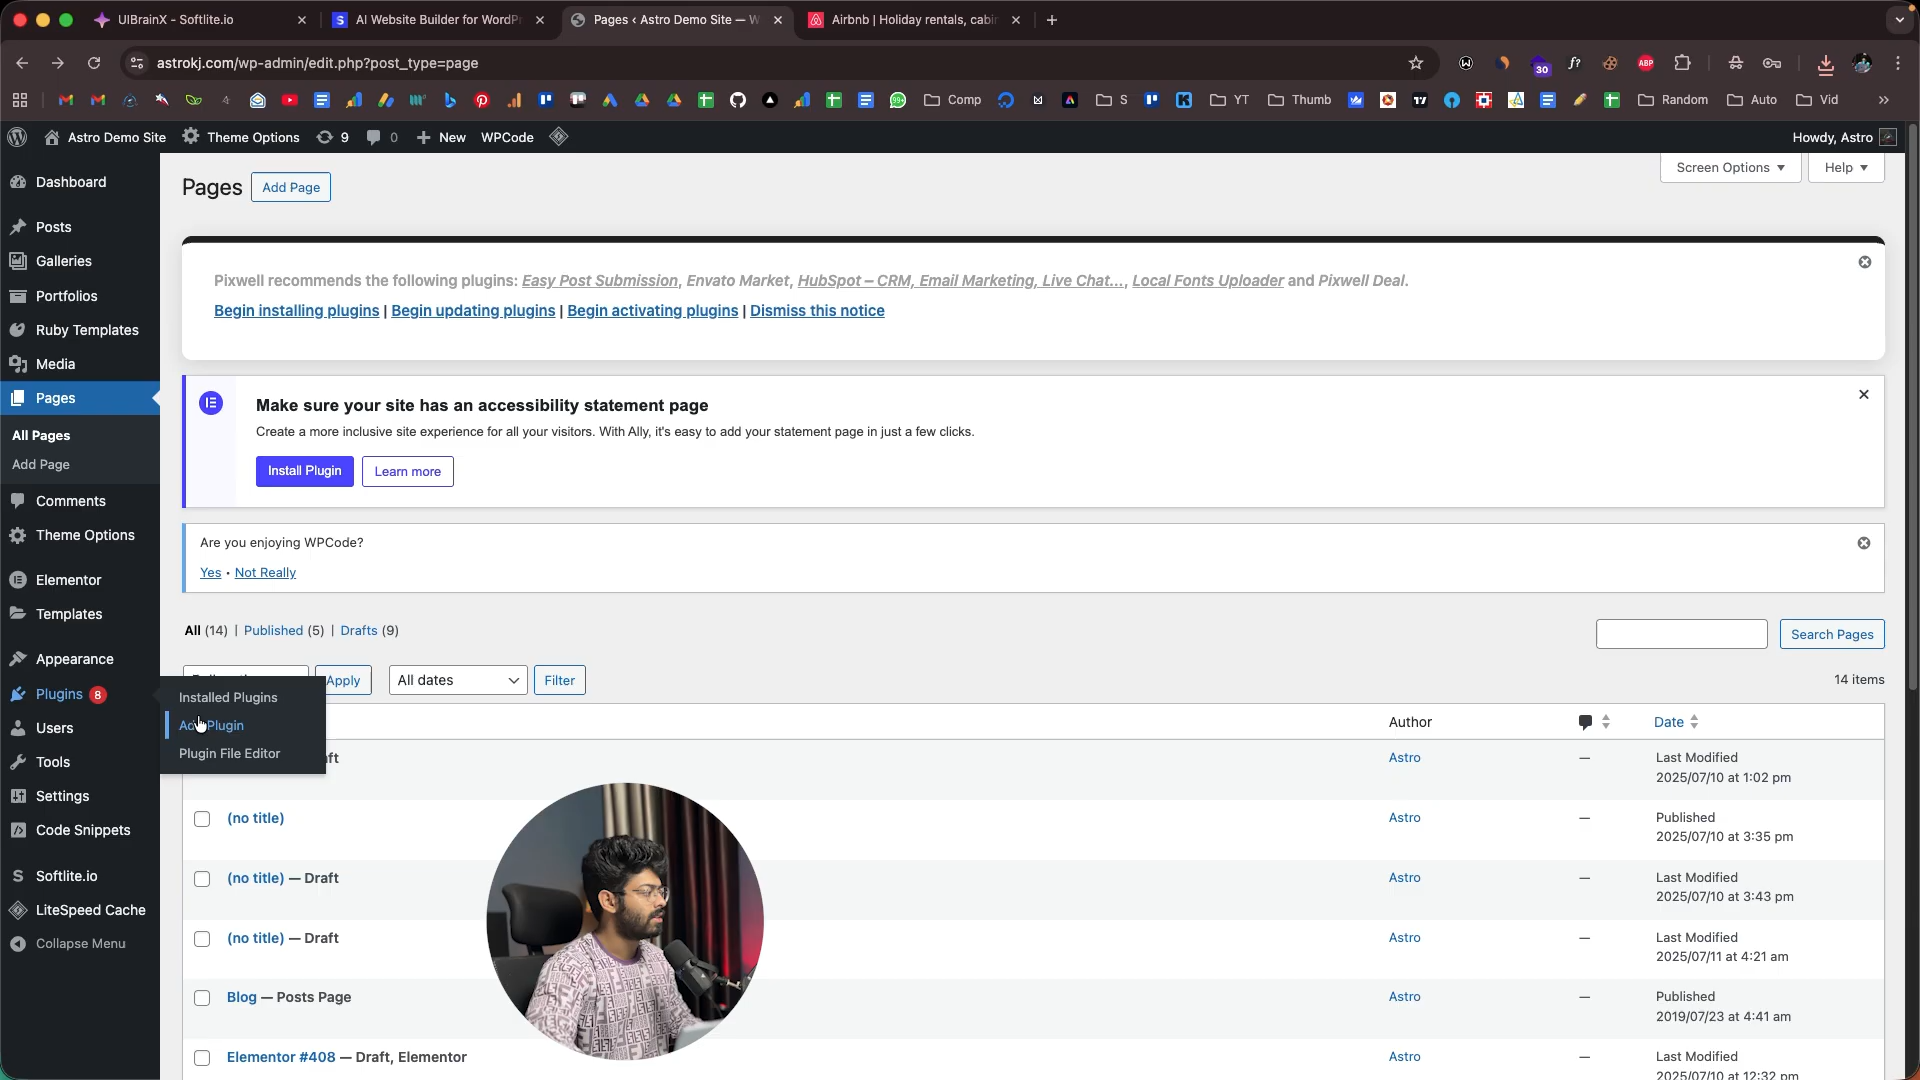 UIBrainX - Softlite.io
AI Website Builder for WordPr
Pages ‹ Astro Demo Site — W
Airbnb | Holiday rentals, cabi
astrokj.com/wp-admin/edit.php?post_type=page
30
ABP
99+
Comp
S
YT
Thumb
Random
Auto
Vid
Astro Demo Site
Theme Options
9
0
New
WPCode
Howdy, Astro
Dashboard
Posts
Galleries
Portfolios
Ruby Templates
Media
Pages
All Pages
Add Page
Comments
Theme Options
Elementor
Templates
Appearance
Plugins 8
Users
Tools
Settings
Code Snippets
Softlite.io
LiteSpeed Cache
Collapse Menu
Installed Plugins
Add Plugin
Plugin File Editor
Screen Options
Help
Pages
Add Page
Pixwell recommends the following plugins: Easy Post Submission, Envato Market, HubSpot – CRM, Email Marketing, Live Chat..., Local Fonts Uploader and Pixwell Deal.
Begin installing plugins | Begin updating plugins | Begin activating plugins | Dismiss this notice
Make sure your site has an accessibility statement page
Create a more inclusive site experience for all your visitors. With Ally, it's easy to add your statement page in just a few clicks.
Install Plugin
Learn more
Are you enjoying WPCode?
Yes · Not Really
All (14) | Published (5) | Drafts (9)
Search Pages
Apply
All dates
Filter
14 items
Author
Date
Astro
—
Last Modified
2025/07/10 at 1:02 pm
(no title)
Astro
—
Published
2025/07/10 at 3:35 pm
(no title) — Draft
Astro
—
Last Modified
2025/07/10 at 3:43 pm
(no title) — Draft
Astro
—
Last Modified
2025/07/11 at 4:21 am
Blog — Posts Page
Astro
—
Published
2019/07/23 at 4:41 am
Elementor #408 — Draft, Elementor
Astro
—
Last Modified
2025/07/10 at 12:32 pm